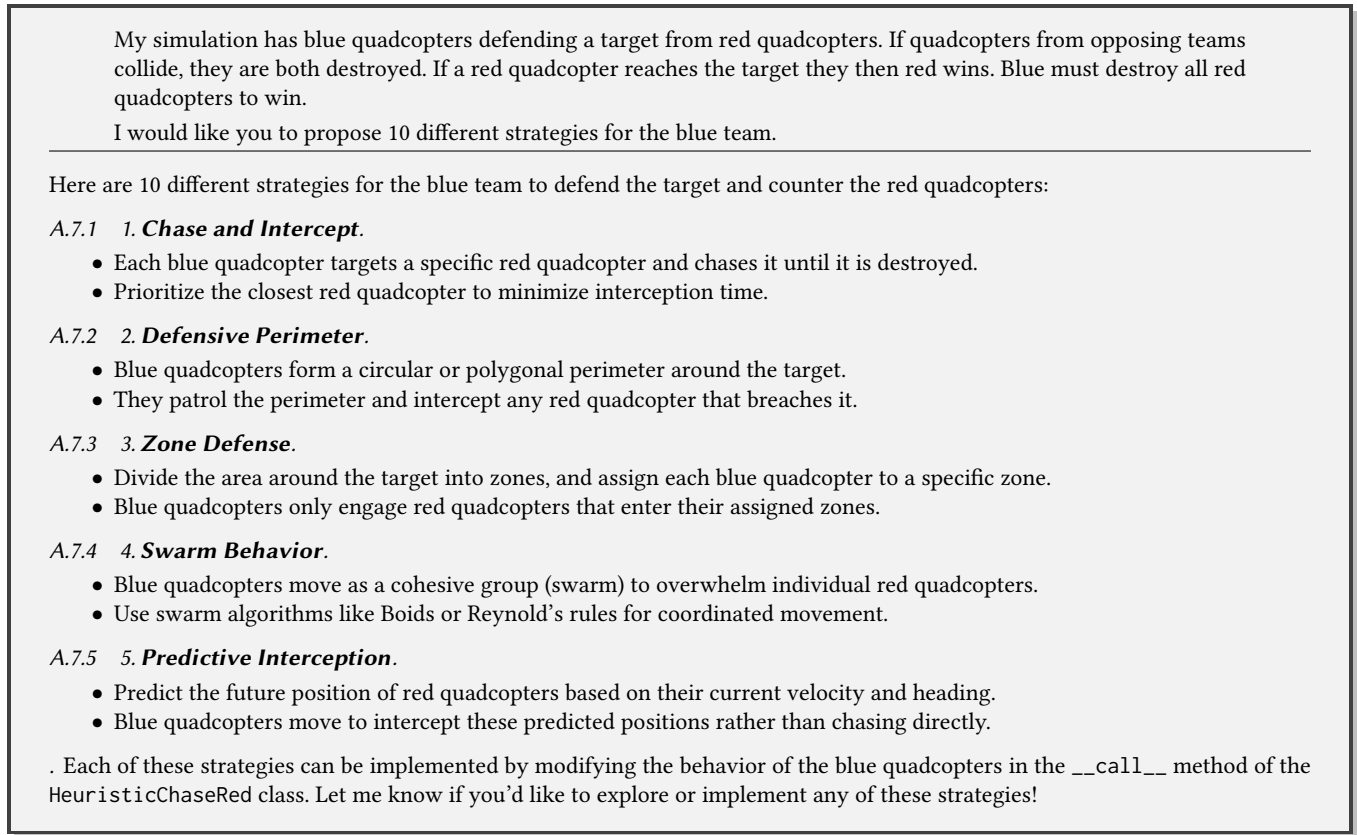 My simulation has blue quadcopters defending a target from red quadcopters. If quadcopters from opposing teams
collide, they are both destroyed. If a red quadcopter reaches the target they then red wins. Blue must destroy all red
quadcopters to win.
I would like you to propose 10 different strategies for the blue team.
Here are 10 different strategies for the blue team to defend the target and counter the red quadcopters:
A.7.1 1. Chase and Intercept.
• Each blue quadcopter targets a specific red quadcopter and chases it until it is destroyed.
• Prioritize the closest red quadcopter to minimize interception time.
A.7.2 2. Defensive Perimeter.
• Blue quadcopters form a circular or polygonal perimeter around the target.
• They patrol the perimeter and intercept any red quadcopter that breaches it.
A.7.3 3. Zone Defense.
• Divide the area around the target into zones, and assign each blue quadcopter to a specific zone.
• Blue quadcopters only engage red quadcopters that enter their assigned zones.
A.7.4 4. Swarm Behavior.
• Blue quadcopters move as a cohesive group (swarm) to overwhelm individual red quadcopters.
• Use swarm algorithms like Boids or Reynold's rules for coordinated movement.
A.7.5 5. Predictive Interception.
• Predict the future position of red quadcopters based on their current velocity and heading.
• Blue quadcopters move to intercept these predicted positions rather than chasing directly.
. Each of these strategies can be implemented by modifying the behavior of the blue quadcopters in the __call__ method of the
HeuristicChaseRed class. Let me know if you'd like to explore or implement any of these strategies!